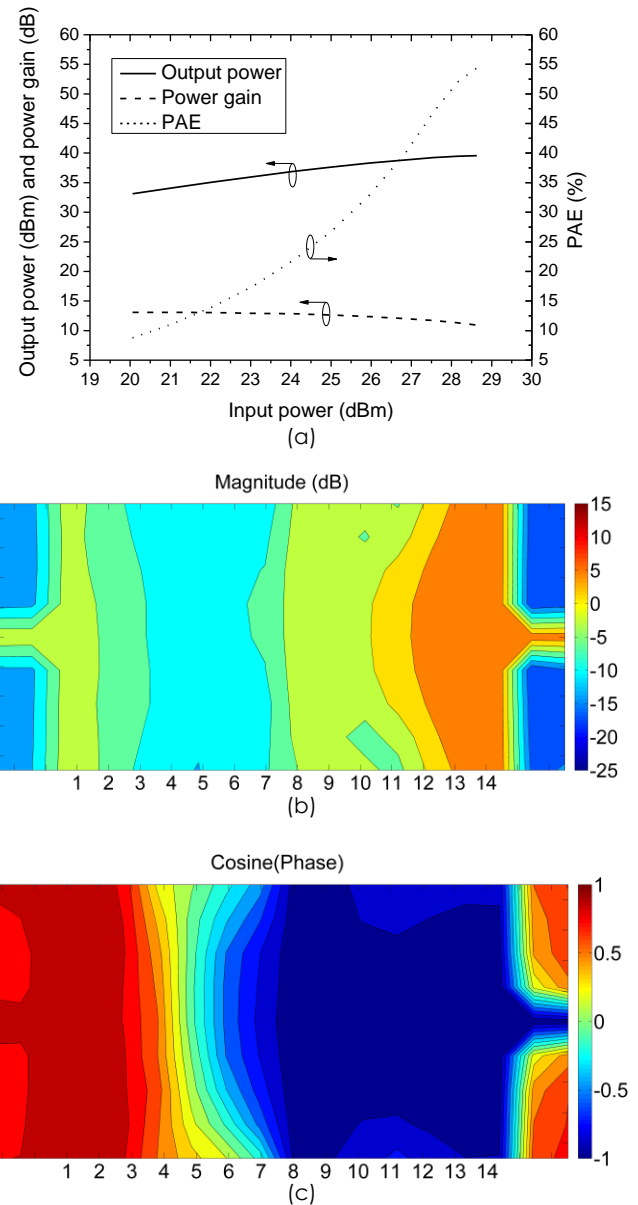 60 60
55 55
50 50
45 45
40 40
35 35
30 30
25 25
20 20
15 15
10 10
5 5
19 20 21 22 23 24 25 26 27 28 29 30
Output power (dBm) and power gain (dB)
PAE (%)
Output power
Power gain
PAE
Input power (dBm)
(a)
Magnitude (dB)
15
10
5
0
-5
-10
-15
-20
-25
1 2 3 4 5 6 7 8 9 10 11 12 13 14
(b)
Cosine(Phase)
1
0.5
0
-0.5
-1
1 2 3 4 5 6 7 8 9 10 11 12 13 14
(c)